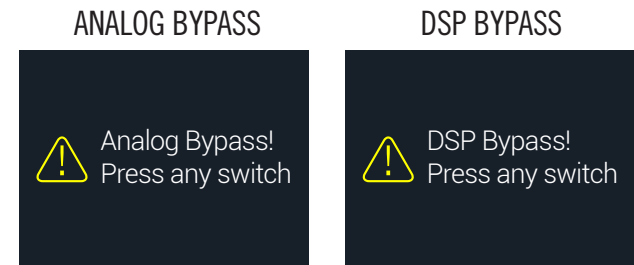 ANALOG BYPASS
Analog Bypass!
Press any switch
DSP BYPASS
DSP Bypass!
Press any switch